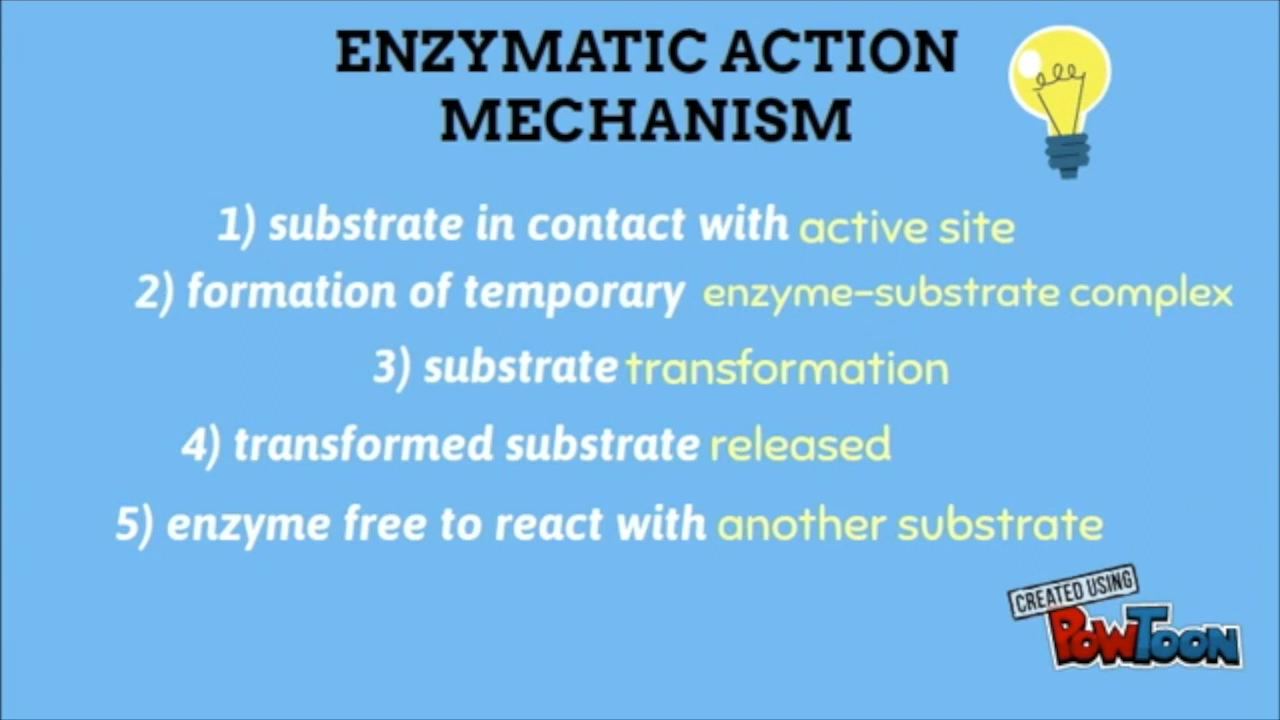 ENZYMATIC ACTION
MECHANISM
1) substrate in contact with active site
2) formation of temporary enzyme-substrate complex
3) substrate transformation
4) transformed substrate released
5) enzyme free to react with another substrate
CREATED USING
POWTOON